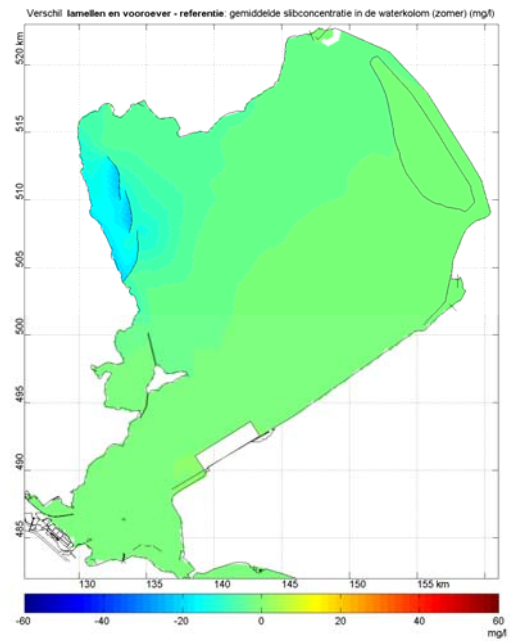 Verschil lamellen en vooroever - referentie: gemiddelde slibconcentratie in de waterkolom (zomer) (mg/l)
520 km
515
510
505
500
495
490
485
130 135 140 145 150 155 km
-60 -40 -20 0 20 40 60
mg/l